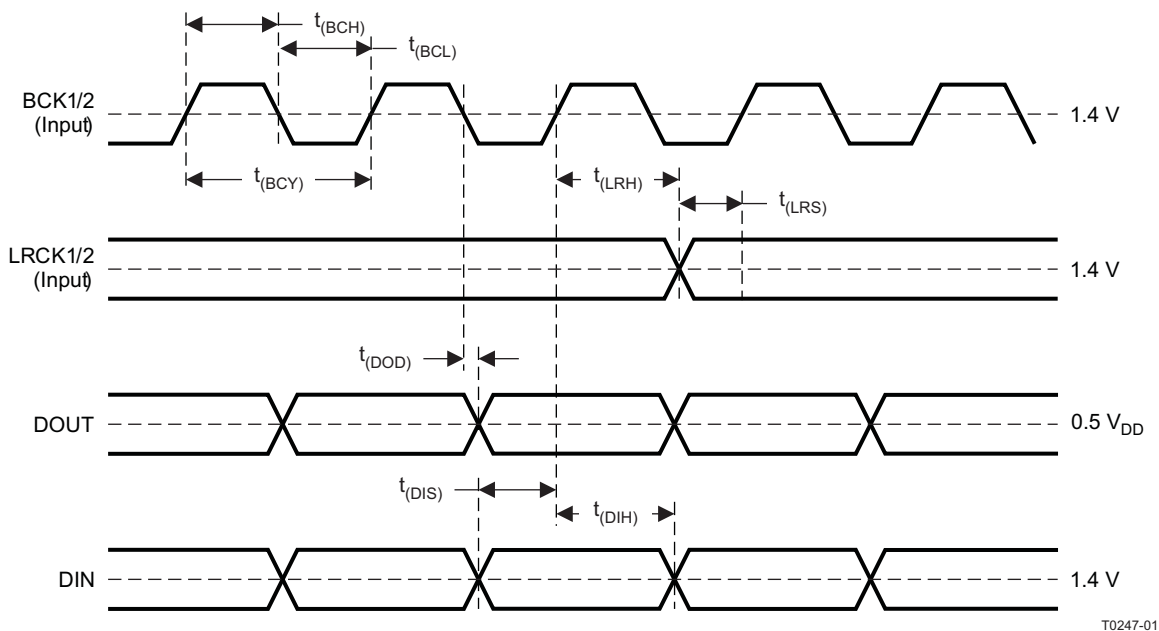 t(BCH)
t(BCL)
BCK1/2
(Input)
1.4 V
t(BCY)
t(LRH)
t(LRS)
LRCK1/2
(Input)
1.4 V
t(DOD)
DOUT
0.5 VDD
t(DIS)
t(DIH)
DIN
1.4 V
T0247-01